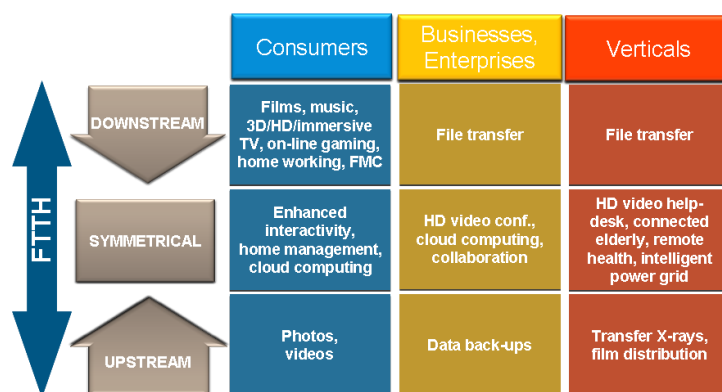 Consumers
Businesses,
Enterprises
Verticals
FTTH
DOWNSTREAM
Films, music,
3D/HD/immersive
TV, on-line gaming,
home working, FMC
File transfer
File transfer
SYMMETRICAL
Enhanced
interactivity,
home management,
cloud computing
HD video conf.,
cloud computing,
collaboration
HD video help-
desk, connected
elderly, remote
health, intelligent
power grid
UPSTREAM
Photos,
videos
Data back-ups
Transfer X-rays,
film distribution